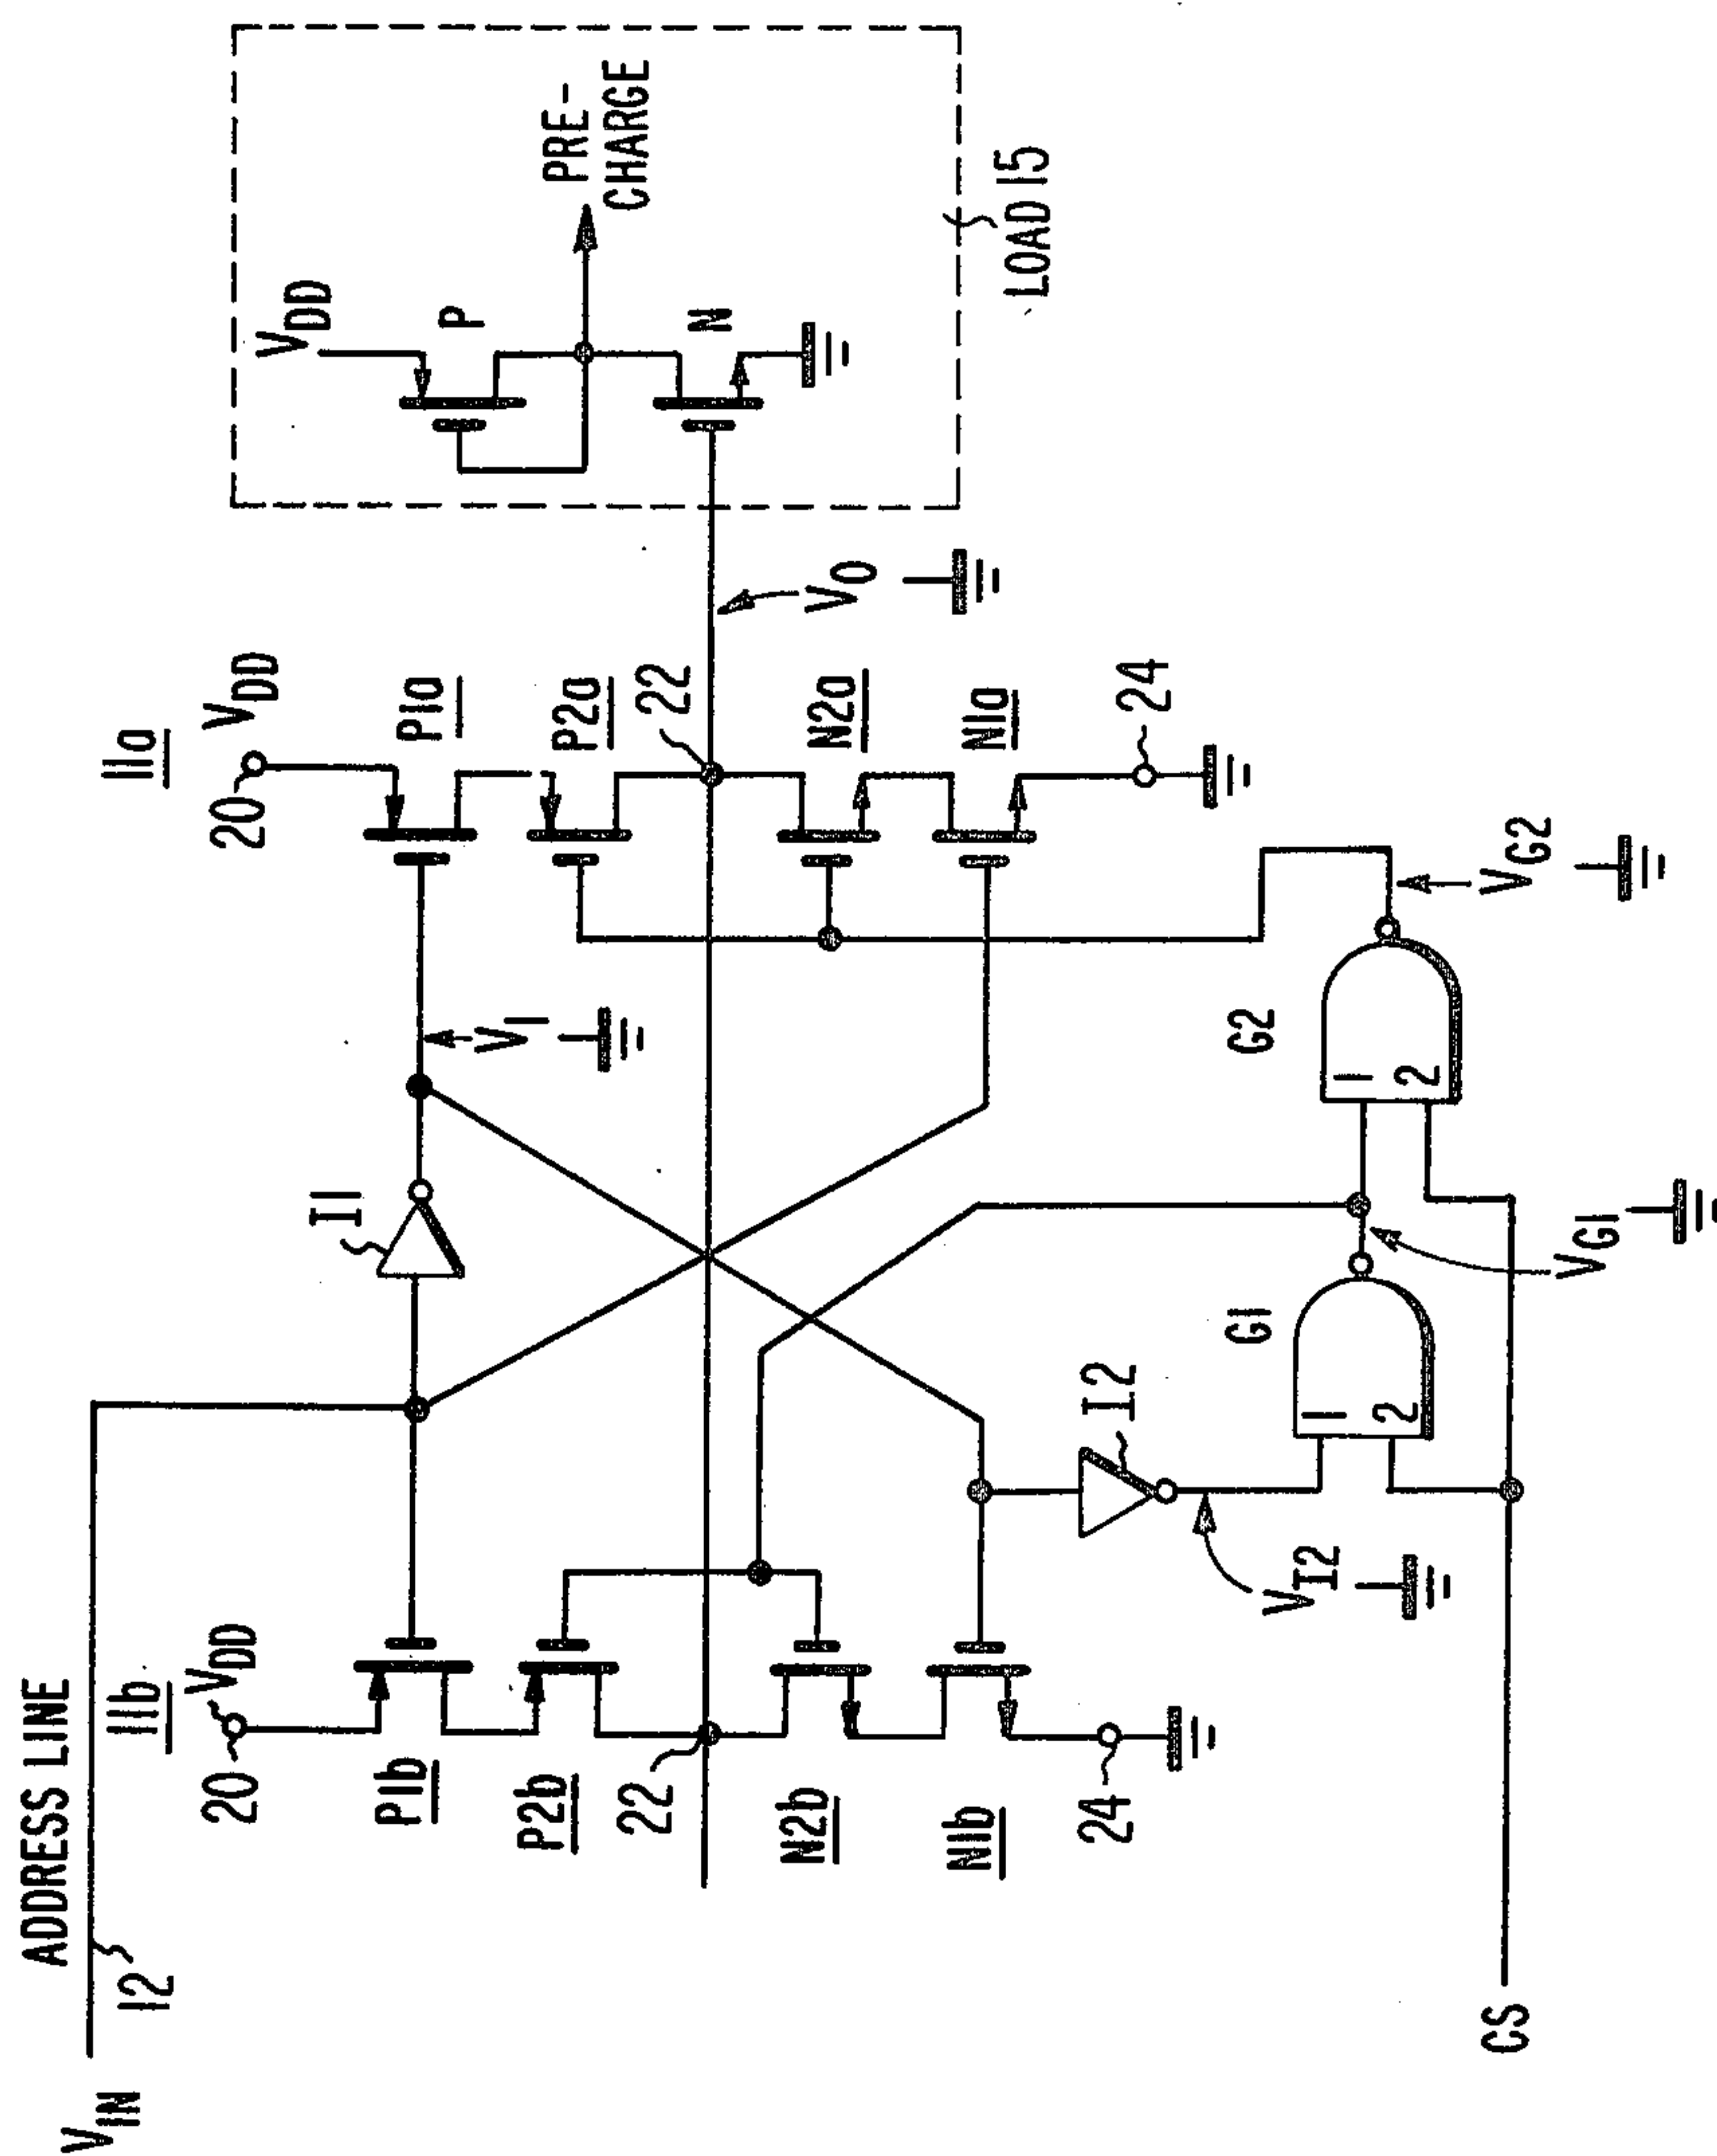 ADDRESS LINE
VIN
12
I1
V1
11b
20
VDD
P1b
P2b
22
N2b
N1b
24
I2
VI2
G1
1
2
VG1
G2
1
2
VG2
CS
11a
20
VDD
P1a
P2a
22
N2a
N1a
24
VO
VDD
P
N
PRE-
CHARGE
LOAD 15